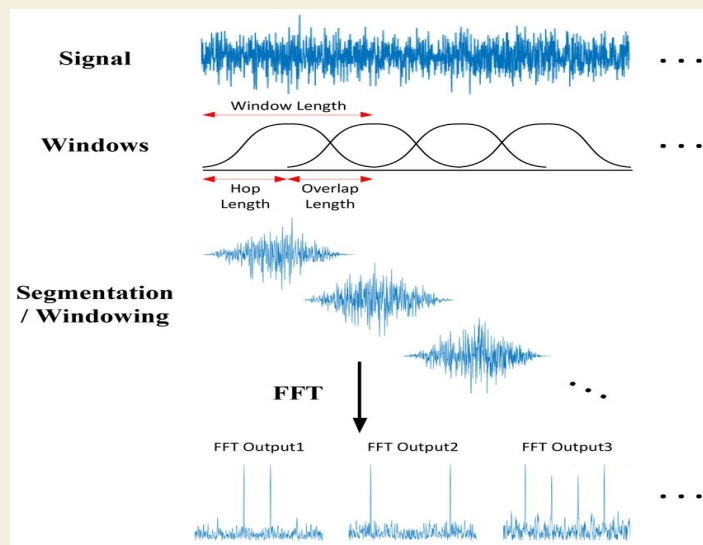 Signal
Window Length
Windows
Hop Overlap
Length Length
Segmentation
/ Windowing
FFT
FFT Output1 FFT Output2 FFT Output3